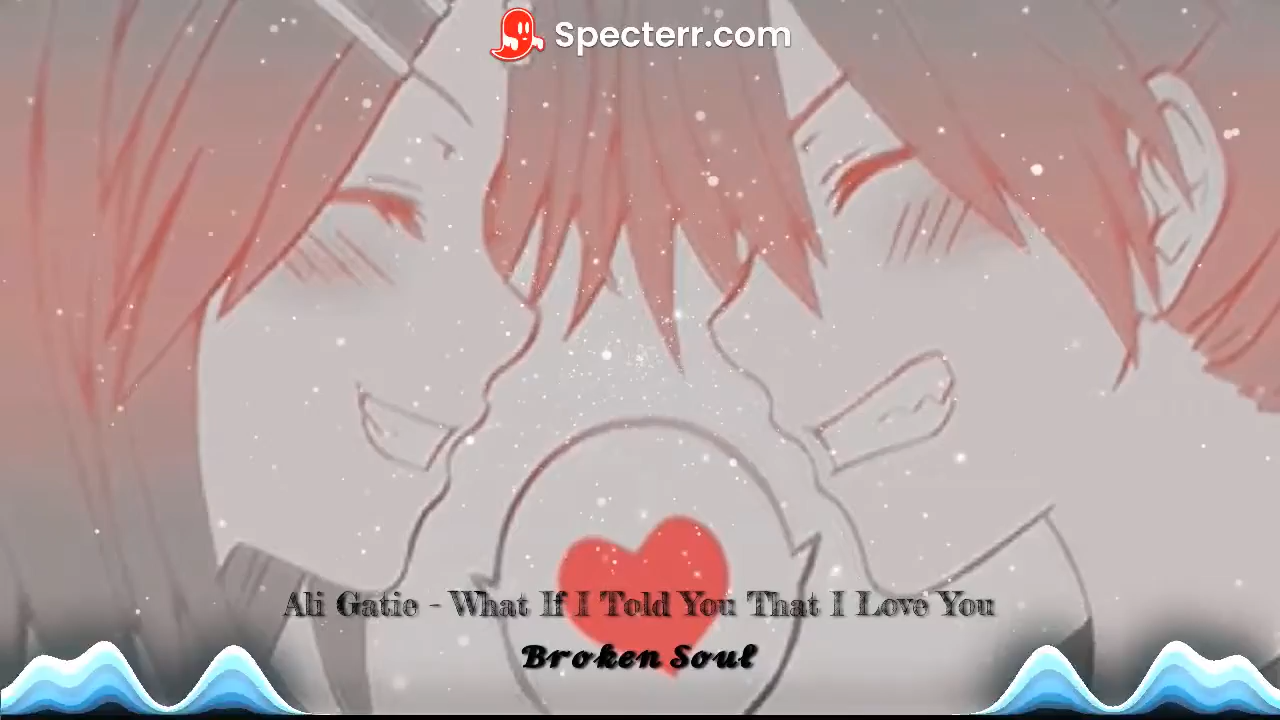 Specterr.com
Ali Gatie - What If I Told You That I Love You
Broken Soul